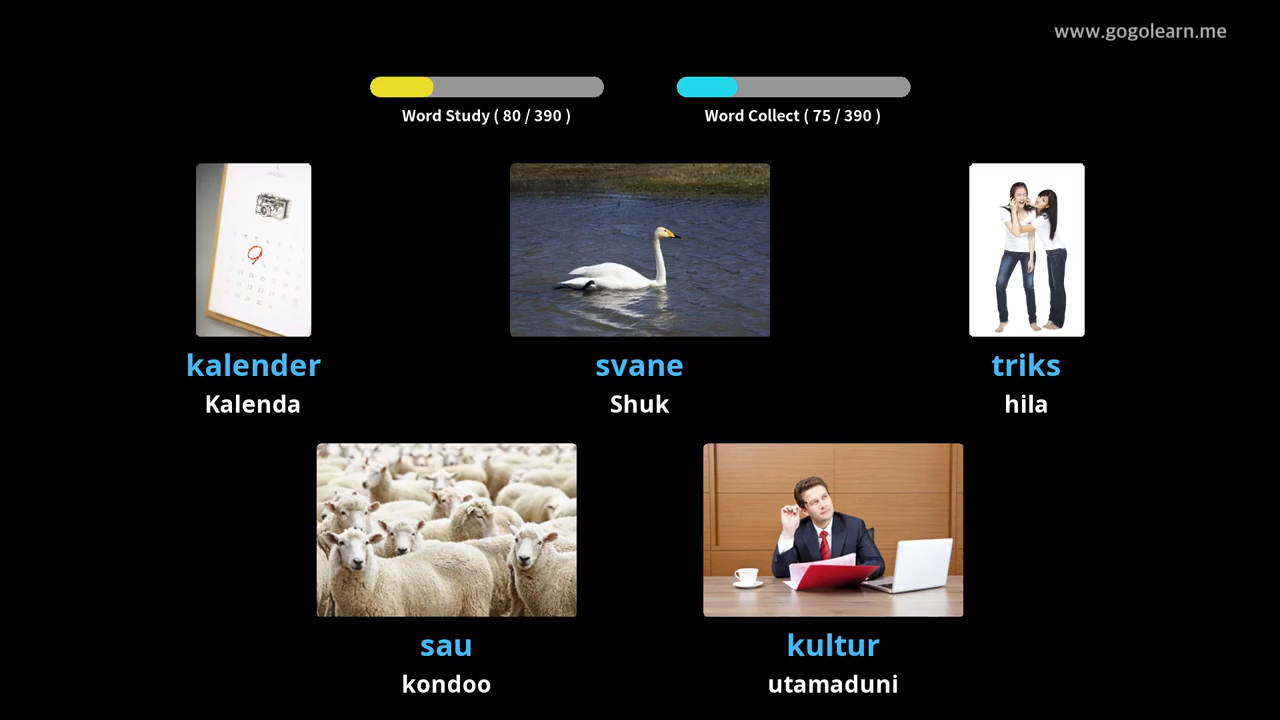 www.gogolearn.me
Word Study ( 80 / 390 )
Word Collect ( 75 / 390 )
kalender
Kalenda
svane
Shuk
triks
hila
sau
kondoo
kultur
utamaduni